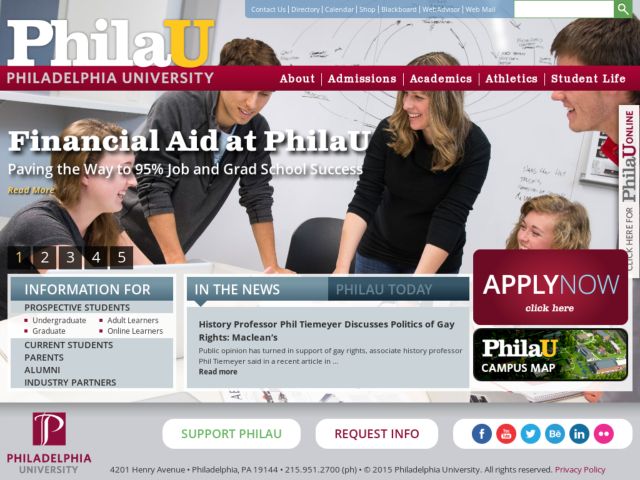 Contact Us | Directory | Calendar | Shop | Blackboard | WebAdvisor | Web Mail
PhilaU
PHILADELPHIA UNIVERSITY
About | Admissions | Academics | Athletics | Student Life
Financial Aid at PhilaU
Paving the Way to 95% Job and Grad School Success
Read More
CLICK HERE FOR PhilaU ONLINE
1 2 3 4 5
INFORMATION FOR
PROSPECTIVE STUDENTS
Undergraduate
Adult Learners
Graduate
Online Learners
CURRENT STUDENTS
PARENTS
ALUMNI
INDUSTRY PARTNERS
IN THE NEWS
PHILAU TODAY
History Professor Phil Tiemeyer Discusses Politics of Gay
Rights: Maclean's
Public opinion has turned in support of gay rights, associate history professor
Phil Tiemeyer said in a recent article in ...
Read more
APPLYNOW
click here
PhilaU
CAMPUS MAP
PHILADELPHIA
UNIVERSITY
SUPPORT PHILAU
REQUEST INFO
4201 Henry Avenue • Philadelphia, PA 19144 • 215.951.2700 (ph) • © 2015 Philadelphia University. All rights reserved. Privacy Policy